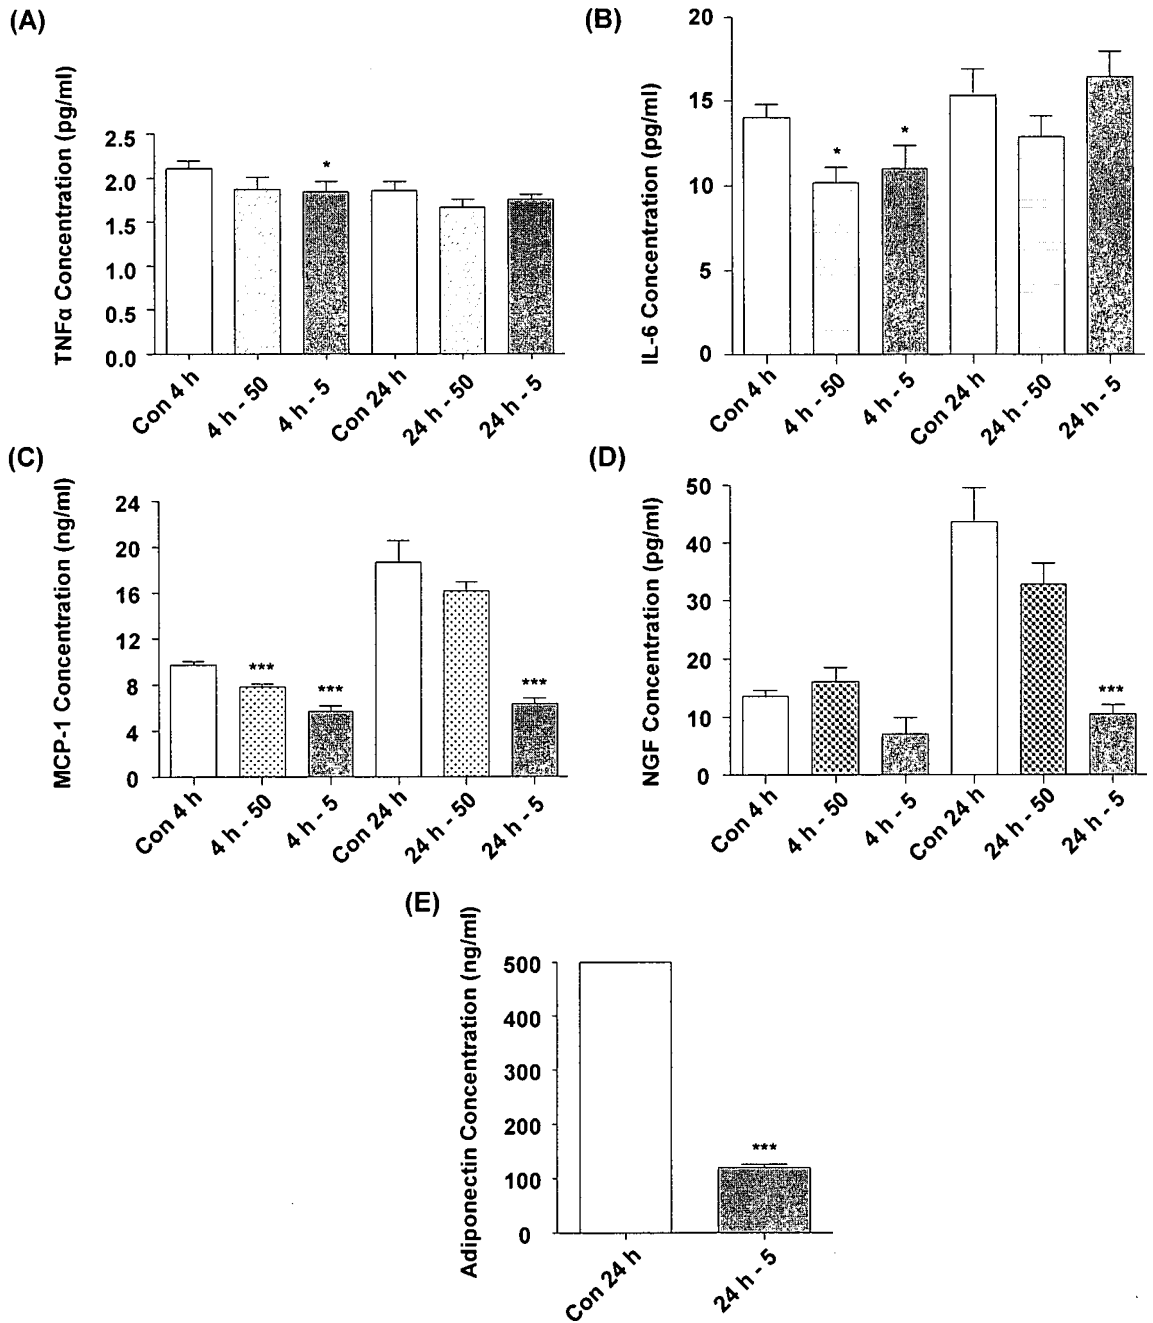 (A)
TNFα Concentration (pg/ml)
2.5
2.0
1.5
1.0
0.5
0.0
*
Con 4 h
4 h - 50
4 h - 5
Con 24 h
24 h - 50
24 h - 5
(B)
IL-6 Concentration (pg/ml)
20
15
10
5
0
*
*
Con 4 h
4 h - 50
4 h - 5
Con 24 h
24 h - 50
24 h - 5
(C)
MCP-1 Concentration (ng/ml)
24
20
16
12
8
4
0
***
***
***
Con 4 h
4 h - 50
4 h - 5
Con 24 h
24 h - 50
24 h - 5
(D)
NGF Concentration (pg/ml)
50
40
30
20
10
0
***
Con 4 h
4 h - 50
4 h - 5
Con 24 h
24 h - 50
24 h - 5
(E)
Adiponectin Concentration (ng/ml)
500
400
300
200
100
0
***
Con 24 h
24 h - 5